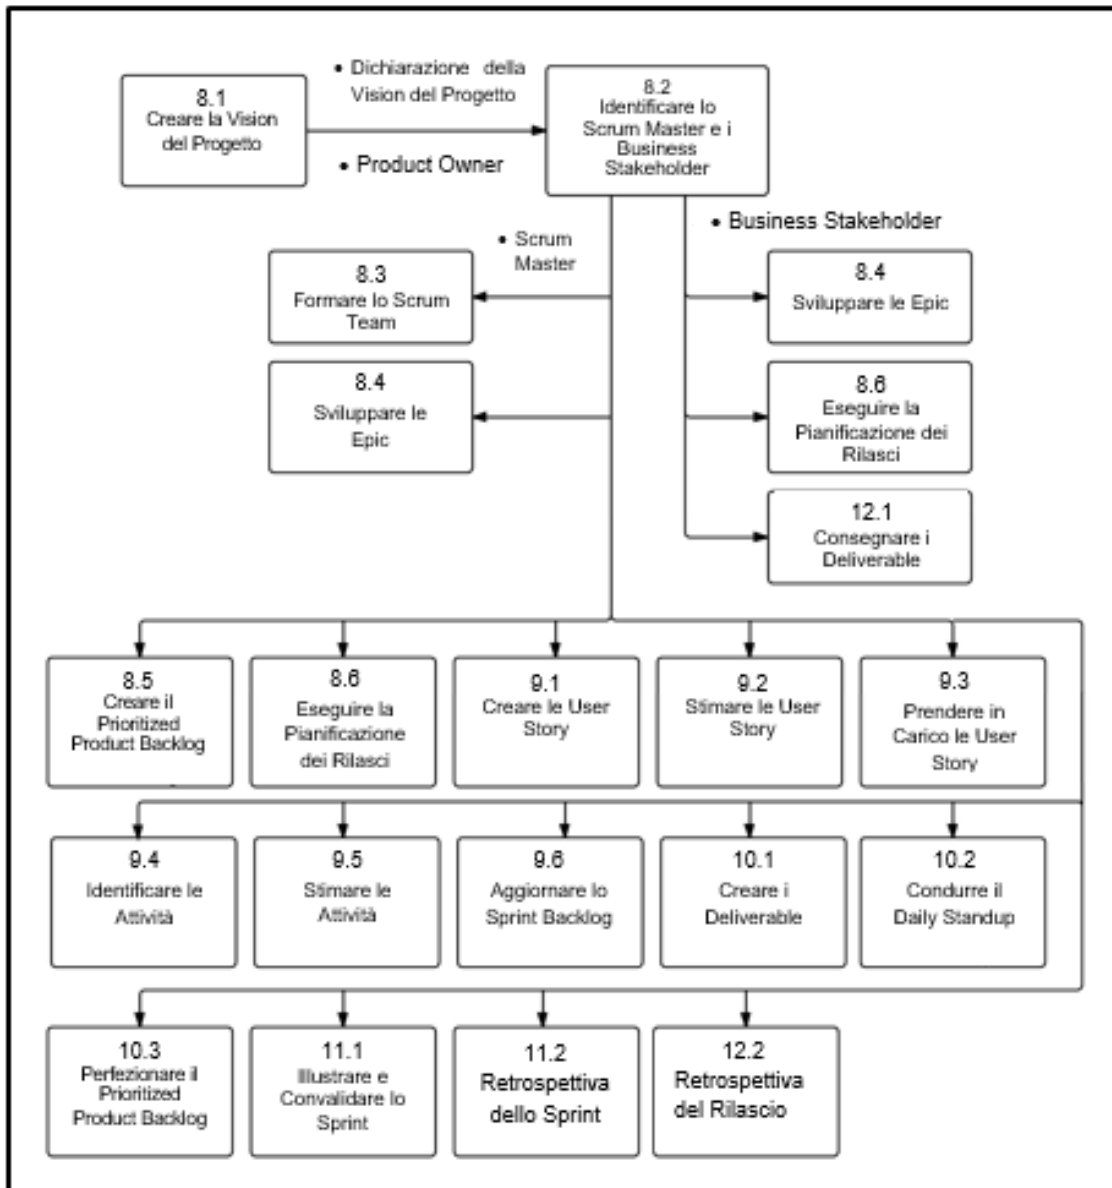 8.1
Creare la Vision
del Progetto
• Dichiarazione della
Vision del Progetto
• Product Owner
8.2
Identificare lo
Scrum Master e i
Business
Stakeholder
• Business Stakeholder
• Scrum
Master
8.3
Formare lo Scrum
Team
8.4
Sviluppare le Epic
8.4
Sviluppare le
Epic
8.6
Eseguire la
Pianificazione dei
Rilasci
12.1
Consegnare i
Deliverable
8.5
Creare il
Prioritized
Product Backlog
8.6
Eseguire la
Pianificazione
dei Rilasci
9.1
Creare le User
Story
9.2
Stimare le User
Story
9.3
Prendere in
Carico le User
Story
9.4
Identificare le
Attività
9.5
Stimare le
Attività
9.6
Aggiornare lo
Sprint Backlog
10.1
Creare i
Deliverable
10.2
Condurre il
Daily Standup
10.3
Perfezionare il
Prioritized
Product Backlog
11.1
Illustrare e
Convalidare lo
Sprint
11.2
Retrospettiva
dello Sprint
12.2
Retrospettiva
del Rilascio